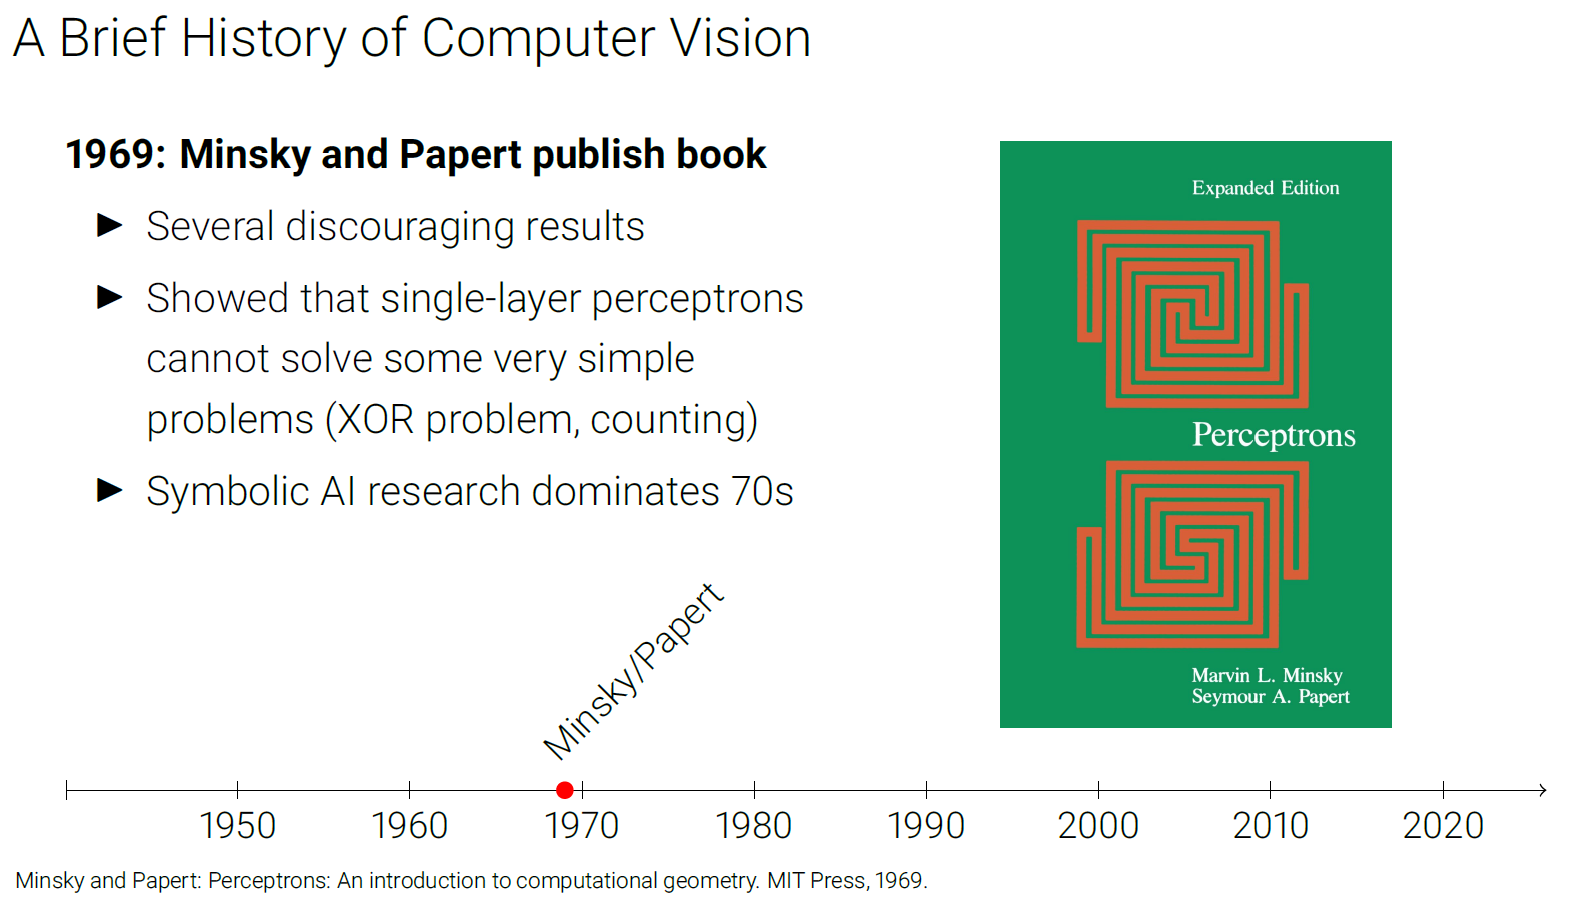 A Brief History of Computer Vision
1969: Minsky and Papert publish book
► Several discouraging results
► Showed that single-layer perceptrons
cannot solve some very simple
problems (XOR problem, counting)
► Symbolic AI research dominates 70s
Expanded Edition
Perceptrons
Marvin L. Minsky
Seymour A. Papert
Minsky/Papert
1950 1960 1970 1980 1990 2000 2010 2020
Minsky and Papert: Perceptrons: An introduction to computational geometry. MIT Press, 1969.